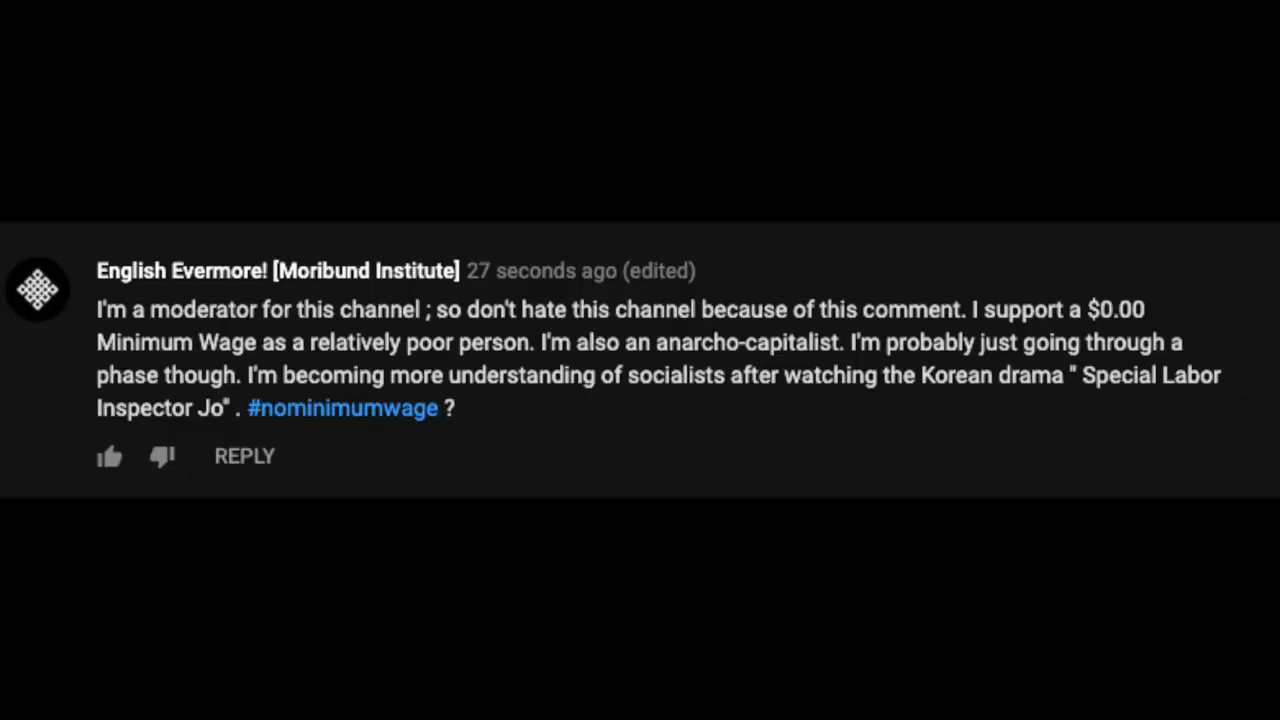 English Evermore! [Moribund Institute] 27 seconds ago (edited)
I'm a moderator for this channel ; so don't hate this channel because of this comment. I support a $0.00
Minimum Wage as a relatively poor person. I'm also an anarcho-capitalist. I'm probably just going through a
phase though. I'm becoming more understanding of socialists after watching the Korean drama " Special Labor
Inspector Jo" . #nominimumwage ?
REPLY